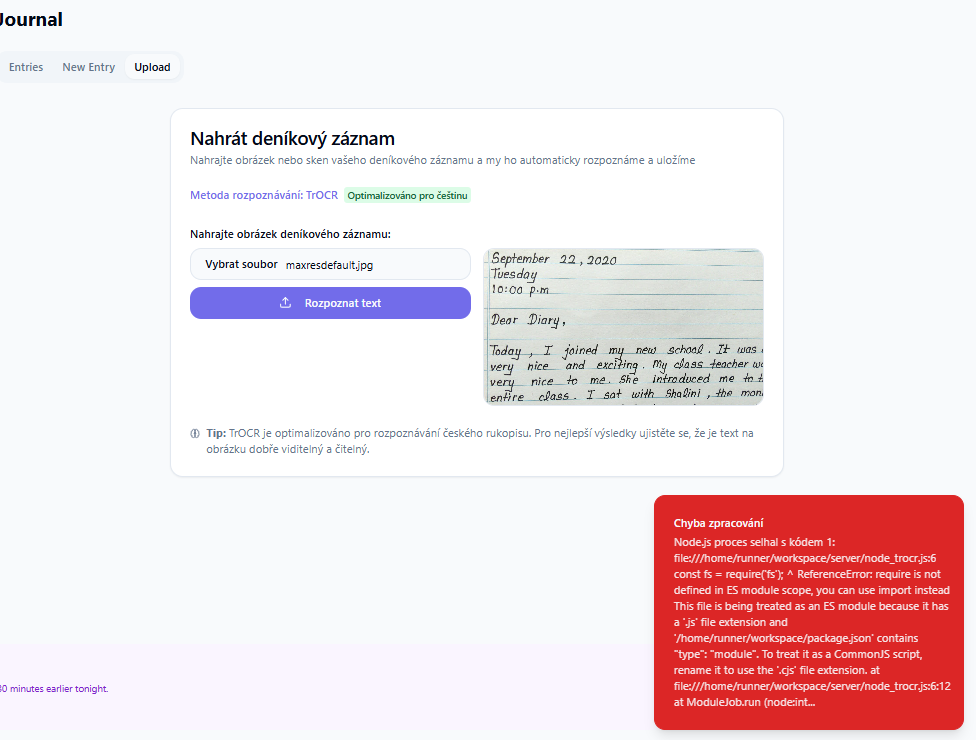 Journal
Entries New Entry Upload
Nahrát deníkový záznam
Nahrajte obrázek nebo sken vašeho deníkového záznamu a my ho automaticky rozpoznáme a uložíme
Metoda rozpoznávání: TrOCR Optimalizováno pro češtinu
Nahrajte obrázek deníkového záznamu:
Vybrat soubor maxresdefault.jpg
Rozpoznat text
September 22, 2020
Tuesday
10:00 p.m
Dear Diary,
Today, I joined my new school. It was
very nice and exciting. My class teacher
very nice to me. She introduced me to
entire class. I sat with Shalini, the
Tip: TrOCR je optimalizováno pro rozpoznávání českého rukopisu. Pro nejlepší výsledky ujistěte se, že je text na
obrázku dobře viditelný a čitelný.
Chyba zpracování
Node.js proces selhal s kódem 1:
file:///home/runner/workspace/server/node_trocr.js:6
const fs = require('fs'); ^ ReferenceError: require is not
defined in ES module scope, you can use import instead
This file is being treated as an ES module because it has
a '.js' file extension and
'/home/runner/workspace/package.json' contains
"type": "module". To treat it as a CommonJS script,
rename it to use the '.cjs' file extension. at
file:///home/runner/workspace/server/node_trocr.js:6:12
at ModuleJob.run (node:int...
30 minutes earlier tonight.